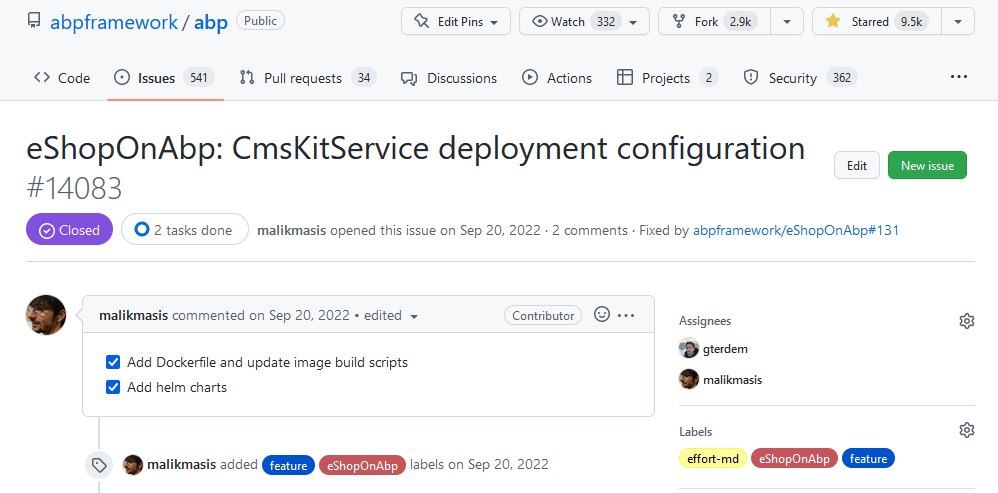 abpframework / abp Public Edit Pins Watch 332 Fork 2.9k Starred 9.5k
Code Issues 541 Pull requests 34 Discussions Actions Projects 2 Security 362
eShopOnAbp: CmsKitService deployment configuration
#14083
Edit New issue
Closed 2 tasks done malikmasis opened this issue on Sep 20, 2022 · 2 comments · Fixed by abpframework/eShopOnAbp#131
malikmasis commented on Sep 20, 2022 • edited Contributor
Add Dockerfile and update image build scripts
Add helm charts
malikmasis added feature eShopOnAbp labels on Sep 20, 2022
Assignees
gterdem
malikmasis
Labels
effort-md eShopOnAbp feature